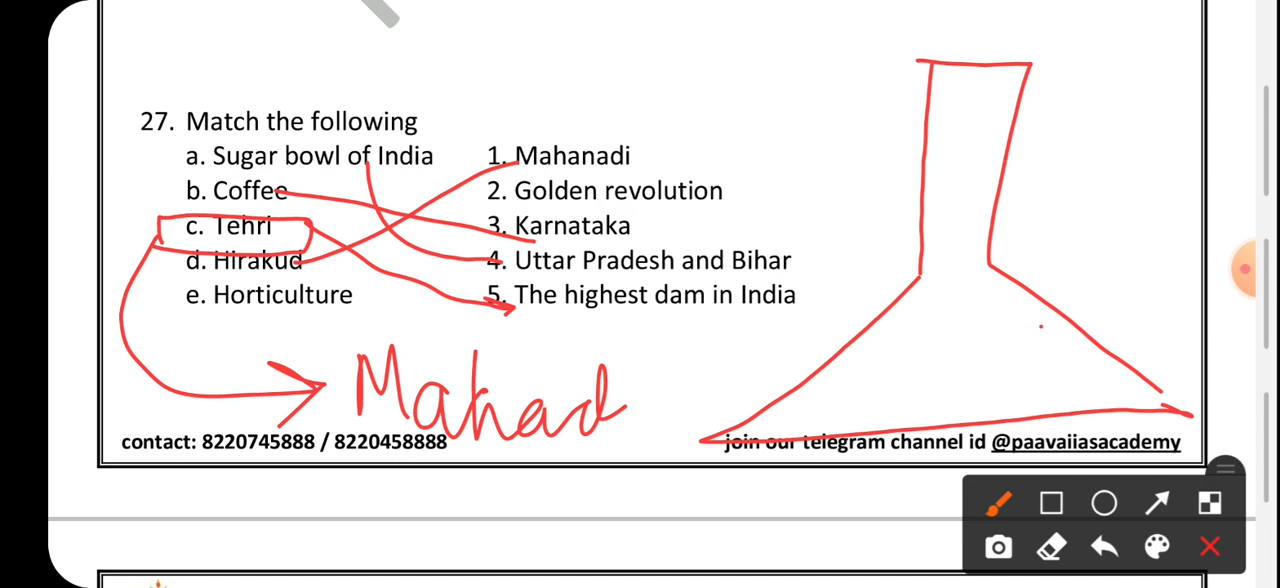 27. Match the following
a. Sugar bowl of India 1. Mahanadi
b. Coffee 2. Golden revolution
c. Tehri 3. Karnataka
d. Hirakud 4. Uttar Pradesh and Bihar
e. Horticulture 5. The highest dam in India
Mahad
contact: 8220745888 / 8220458888 join our telegram channel id @paavaiiasacademy